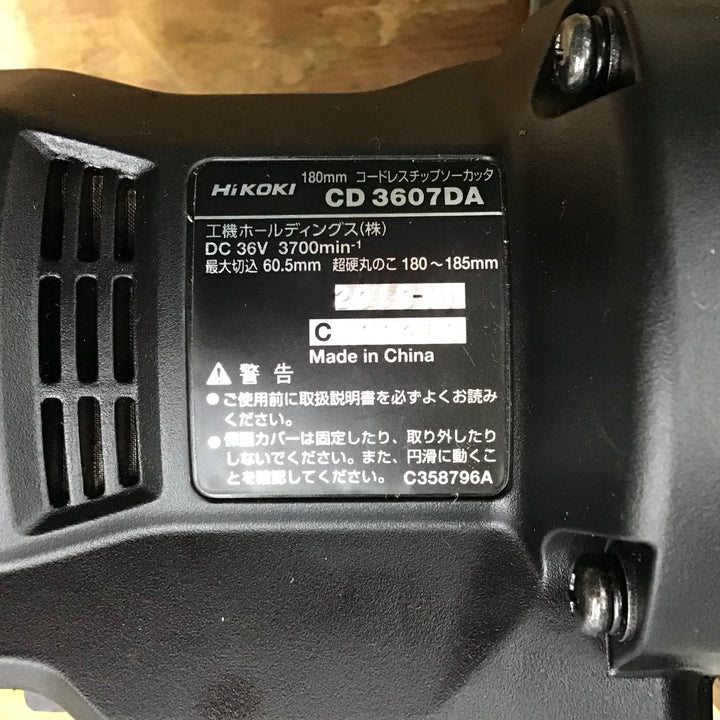 HiKOKI 180mm コードレスチップソーカッタ
CD 3607DA
工機ホールディングス(株)
DC 36V 3700min-1
最大切込 60.5mm 超硬丸のこ 180～185mm
C
Made in China
警告
●ご使用前に取扱説明書を必ずよくお読み
ください。
●保護カバーは固定したり、取り外したり
しないでください。また、円滑に動くこ
とを確認してください。 C358796A